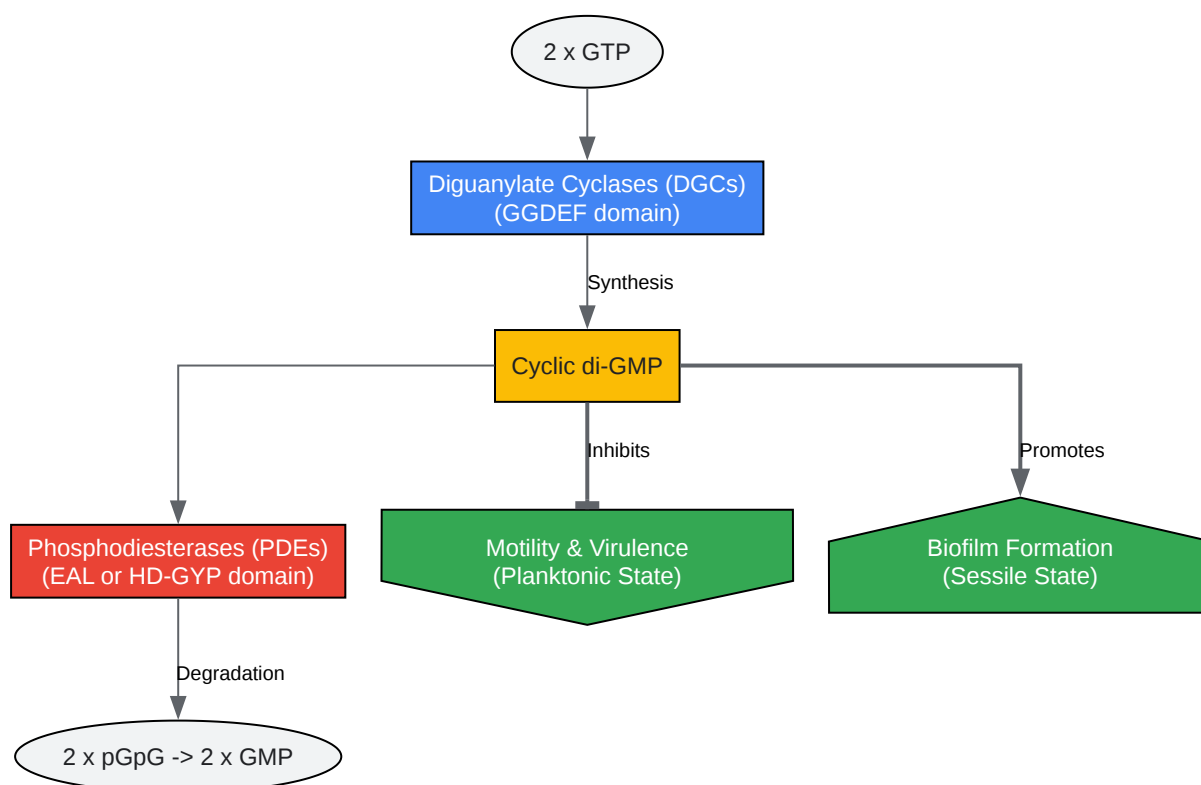 2 x GTP
Diguanylate Cyclases (DGCs)
(GGDEF domain)
Synthesis
Cyclic di-GMP
Inhibits
Promotes
Phosphodiesterases (PDEs)
(EAL or HD-GYP domain)
Motility & Virulence
(Planktonic State)
Biofilm Formation
(Sessile State)
Degradation
2 x pGpG -> 2 x GMP